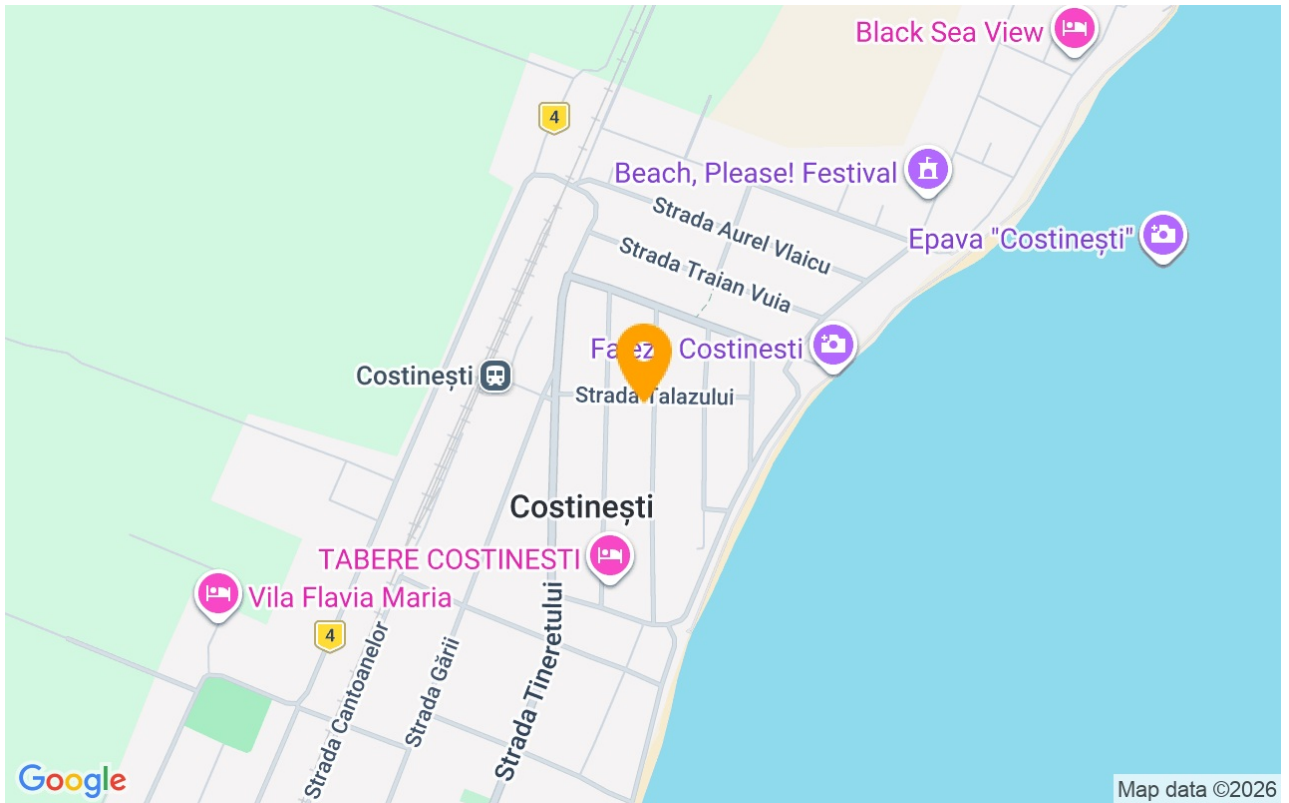 Black Sea View
4
Beach, Please! Festival
Strada Aurel Vlaicu
Epava "Costinești"
Strada Traian Vuia
Costinesti
Costinești
Strada Talazului
Costinești
TABERE COSTINESTI
Vila Flavia Maria
4
Strada Cantoanelor
Strada Gării
Strada Tineretului
Google
Map data ©2026